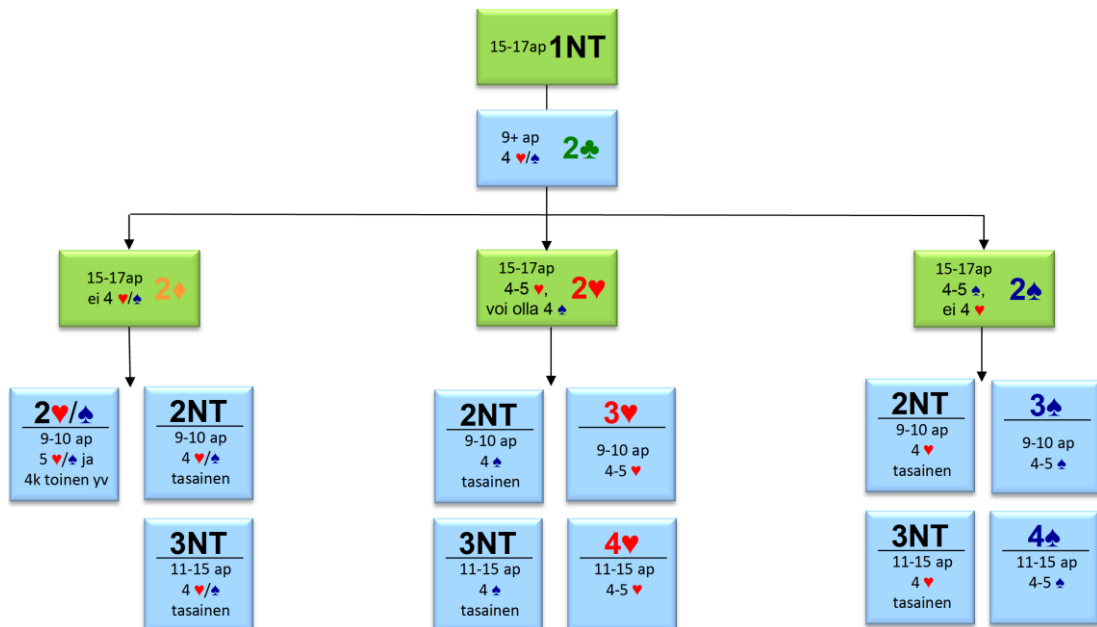 15-17ap 1NT
9+ ap
4 ♥/♠
2♣
15-17ap
ei 4 ♥/♠
2♦
15-17ap
4-5 ♥,
voi olla 4 ♠
2♥
15-17ap
4-5 ♠,
ei 4 ♥
2♠
2♥/♠
9-10 ap
5 ♥/♠ ja
4k toinen yv
2NT
9-10 ap
4 ♥/♠
tasainen
3NT
11-15 ap
4 ♥/♠
tasainen
2NT
9-10 ap
4 ♠
tasainen
3♥
9-10 ap
4-5 ♥
3NT
11-15 ap
4 ♠
tasainen
4♥
11-15 ap
4-5 ♥
2NT
9-10 ap
4 ♥
tasainen
3♠
9-10 ap
4-5 ♠
3NT
11-15 ap
4 ♥
tasainen
4♠
11-15 ap
4-5 ♠